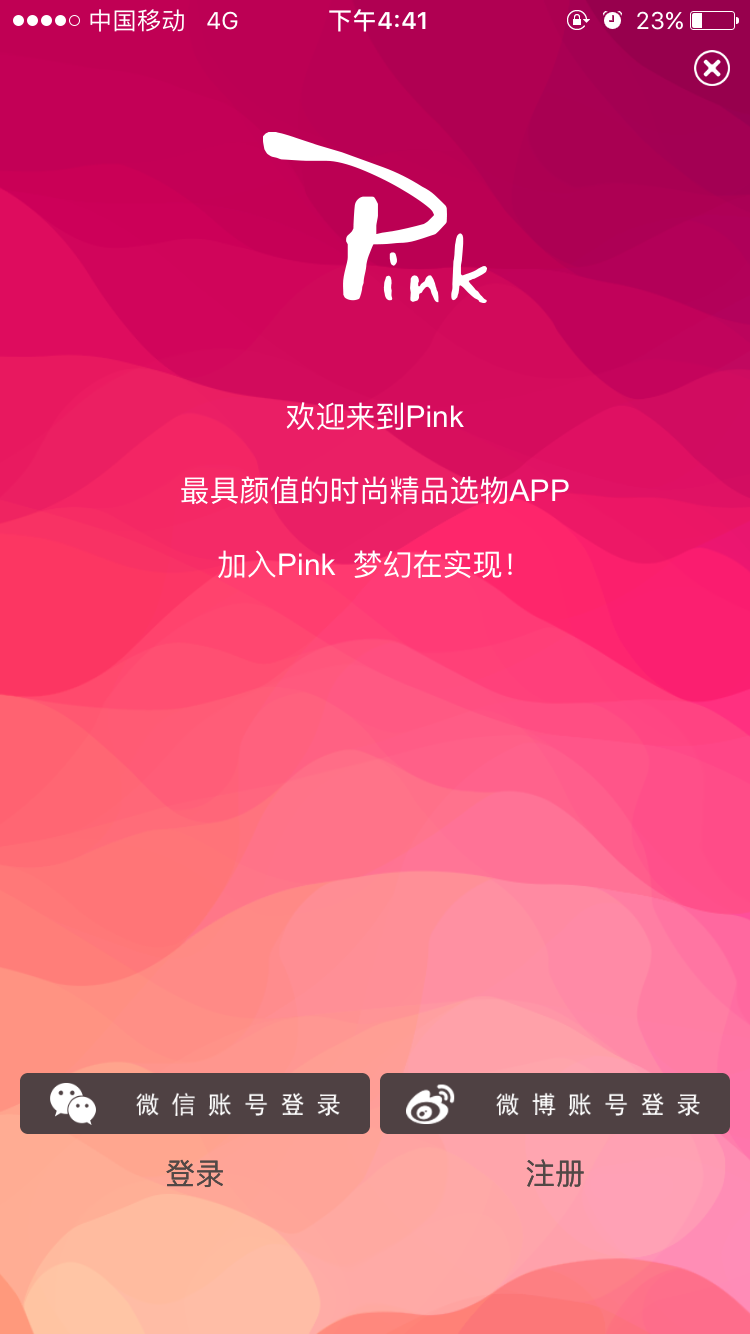 中国移动 4G 下午4:41 23%
Pink
欢迎来到Pink
最具颜值的时尚精品选物APP
加入Pink 梦幻在实现！
微信账号登录 微博账号登录
登录 注册